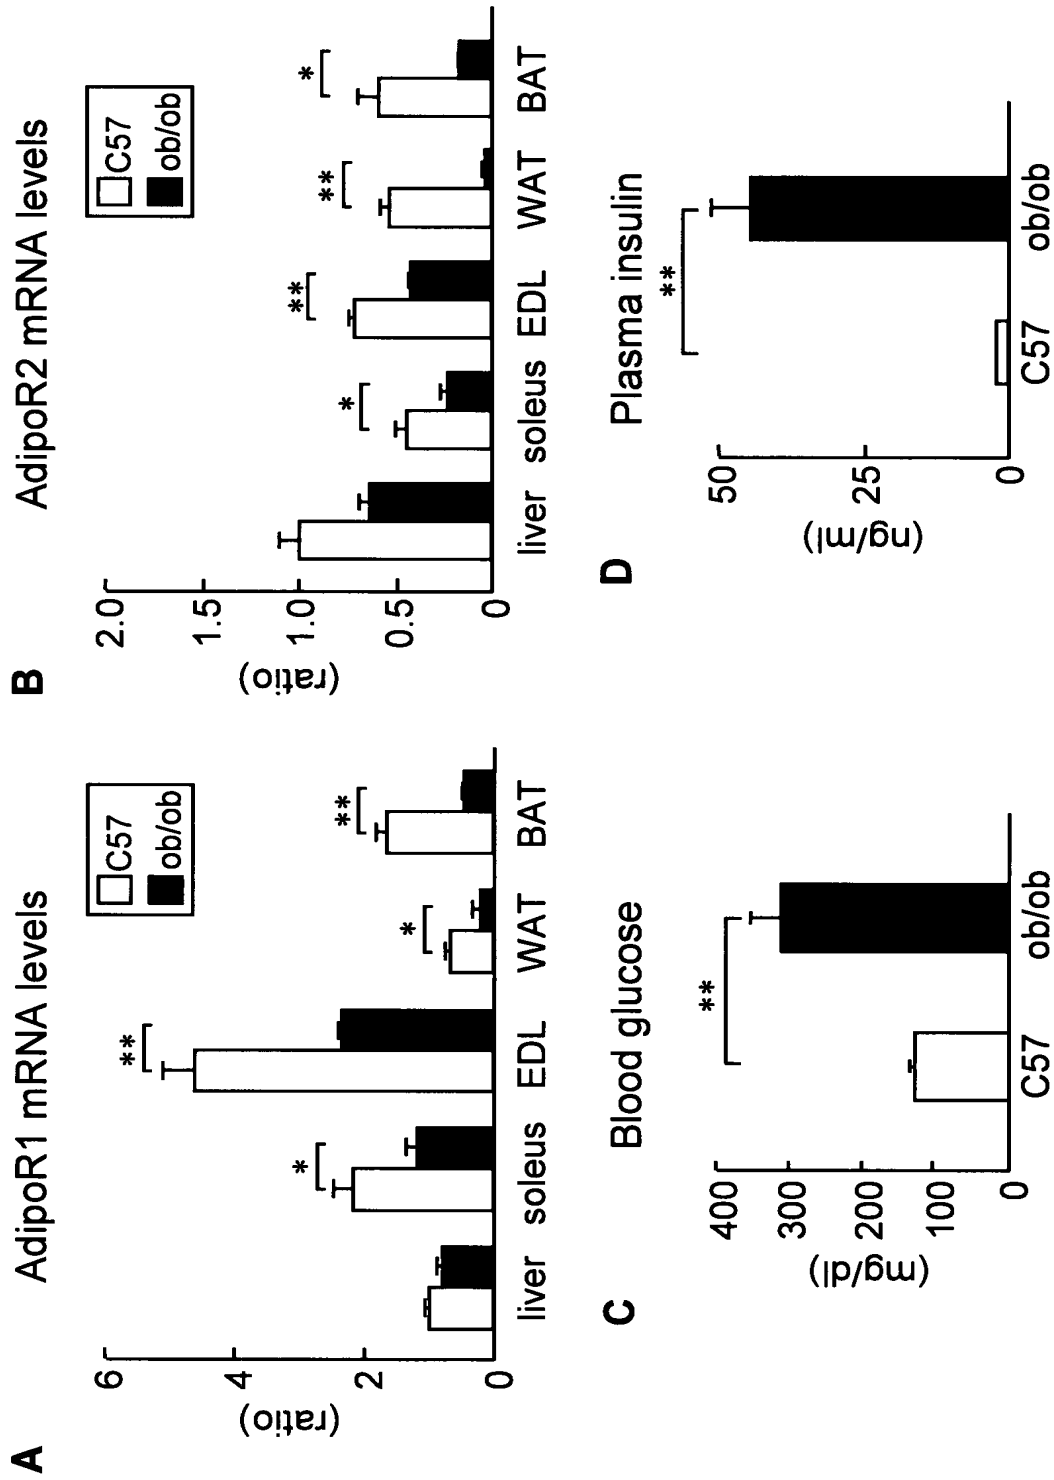 A
AdipoR1 mRNA levels
C57
ob/ob
(ratio)
6
4
2
0
**
*
*
**
liver soleus EDL WAT BAT
B
AdipoR2 mRNA levels
C57
ob/ob
(ratio)
2.0
1.5
1.0
0.5
0
*
**
**
*
liver soleus EDL WAT BAT
C
Blood glucose
(mg/dl)
400
300
200
100
0
**
C57 ob/ob
D
Plasma insulin
(ng/ml)
50
25
0
**
C57 ob/ob